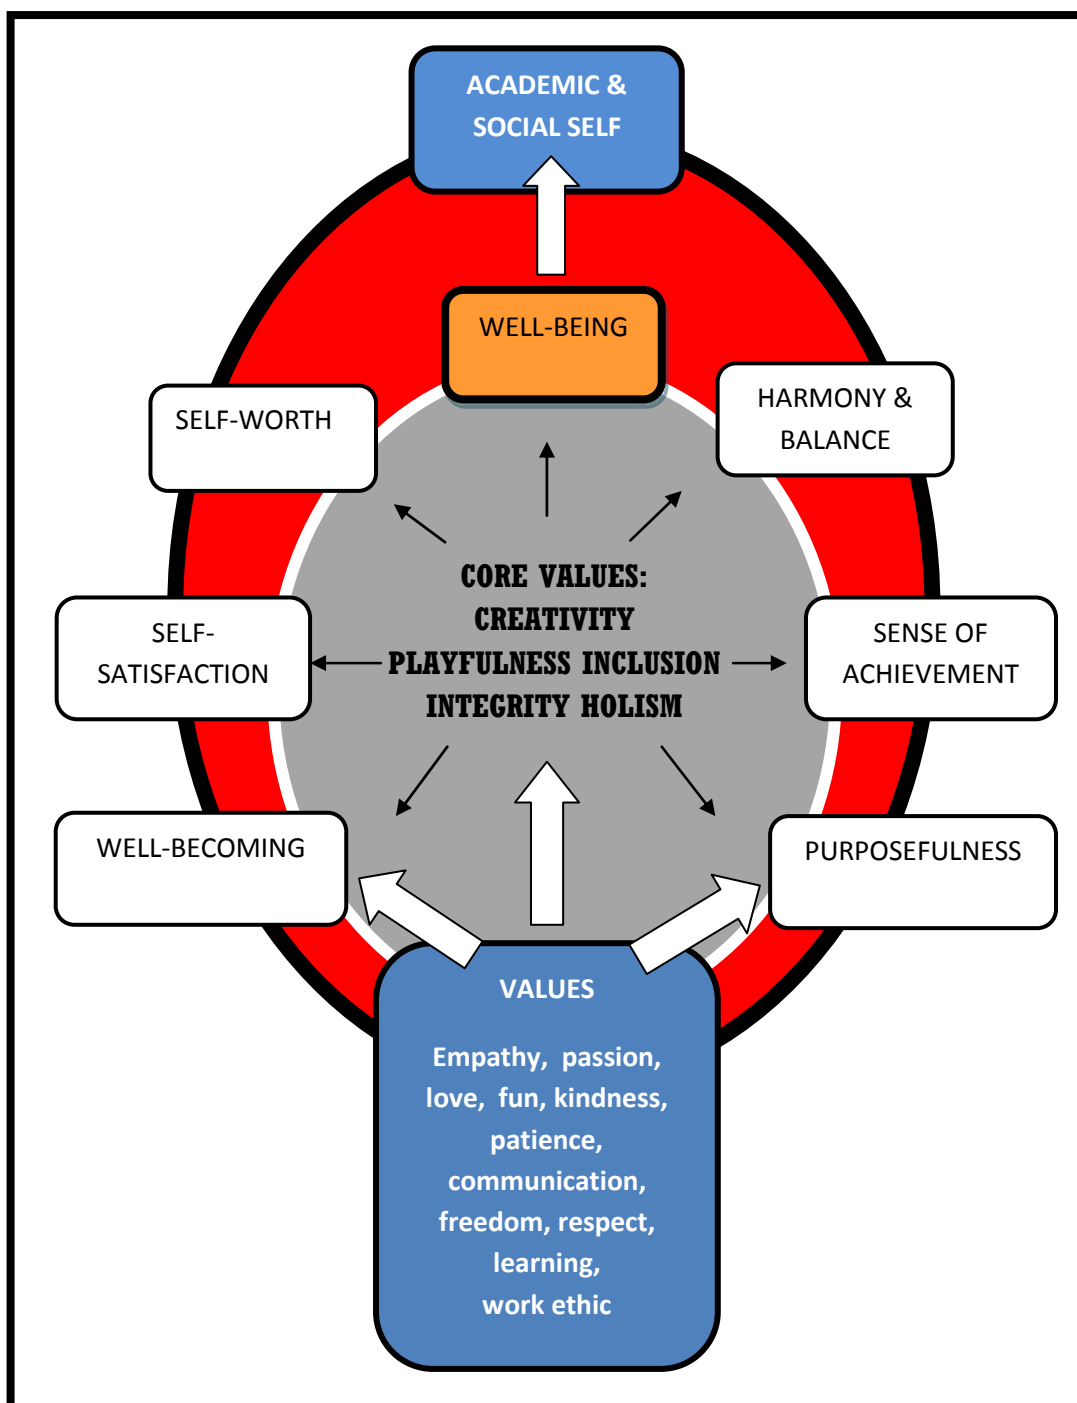 ACADEMIC &
SOCIAL SELF
WELL-BEING
SELF-WORTH
HARMONY &
BALANCE
CORE VALUES:
CREATIVITY
PLAYFULNESS INCLUSION
INTEGRITY HOLISM
SELF-
SATISFACTION
SENSE OF
ACHIEVEMENT
WELL-BECOMING
PURPOSEFULNESS
VALUES
Empathy, passion,
love, fun, kindness,
patience,
communication,
freedom, respect,
learning,
work ethic